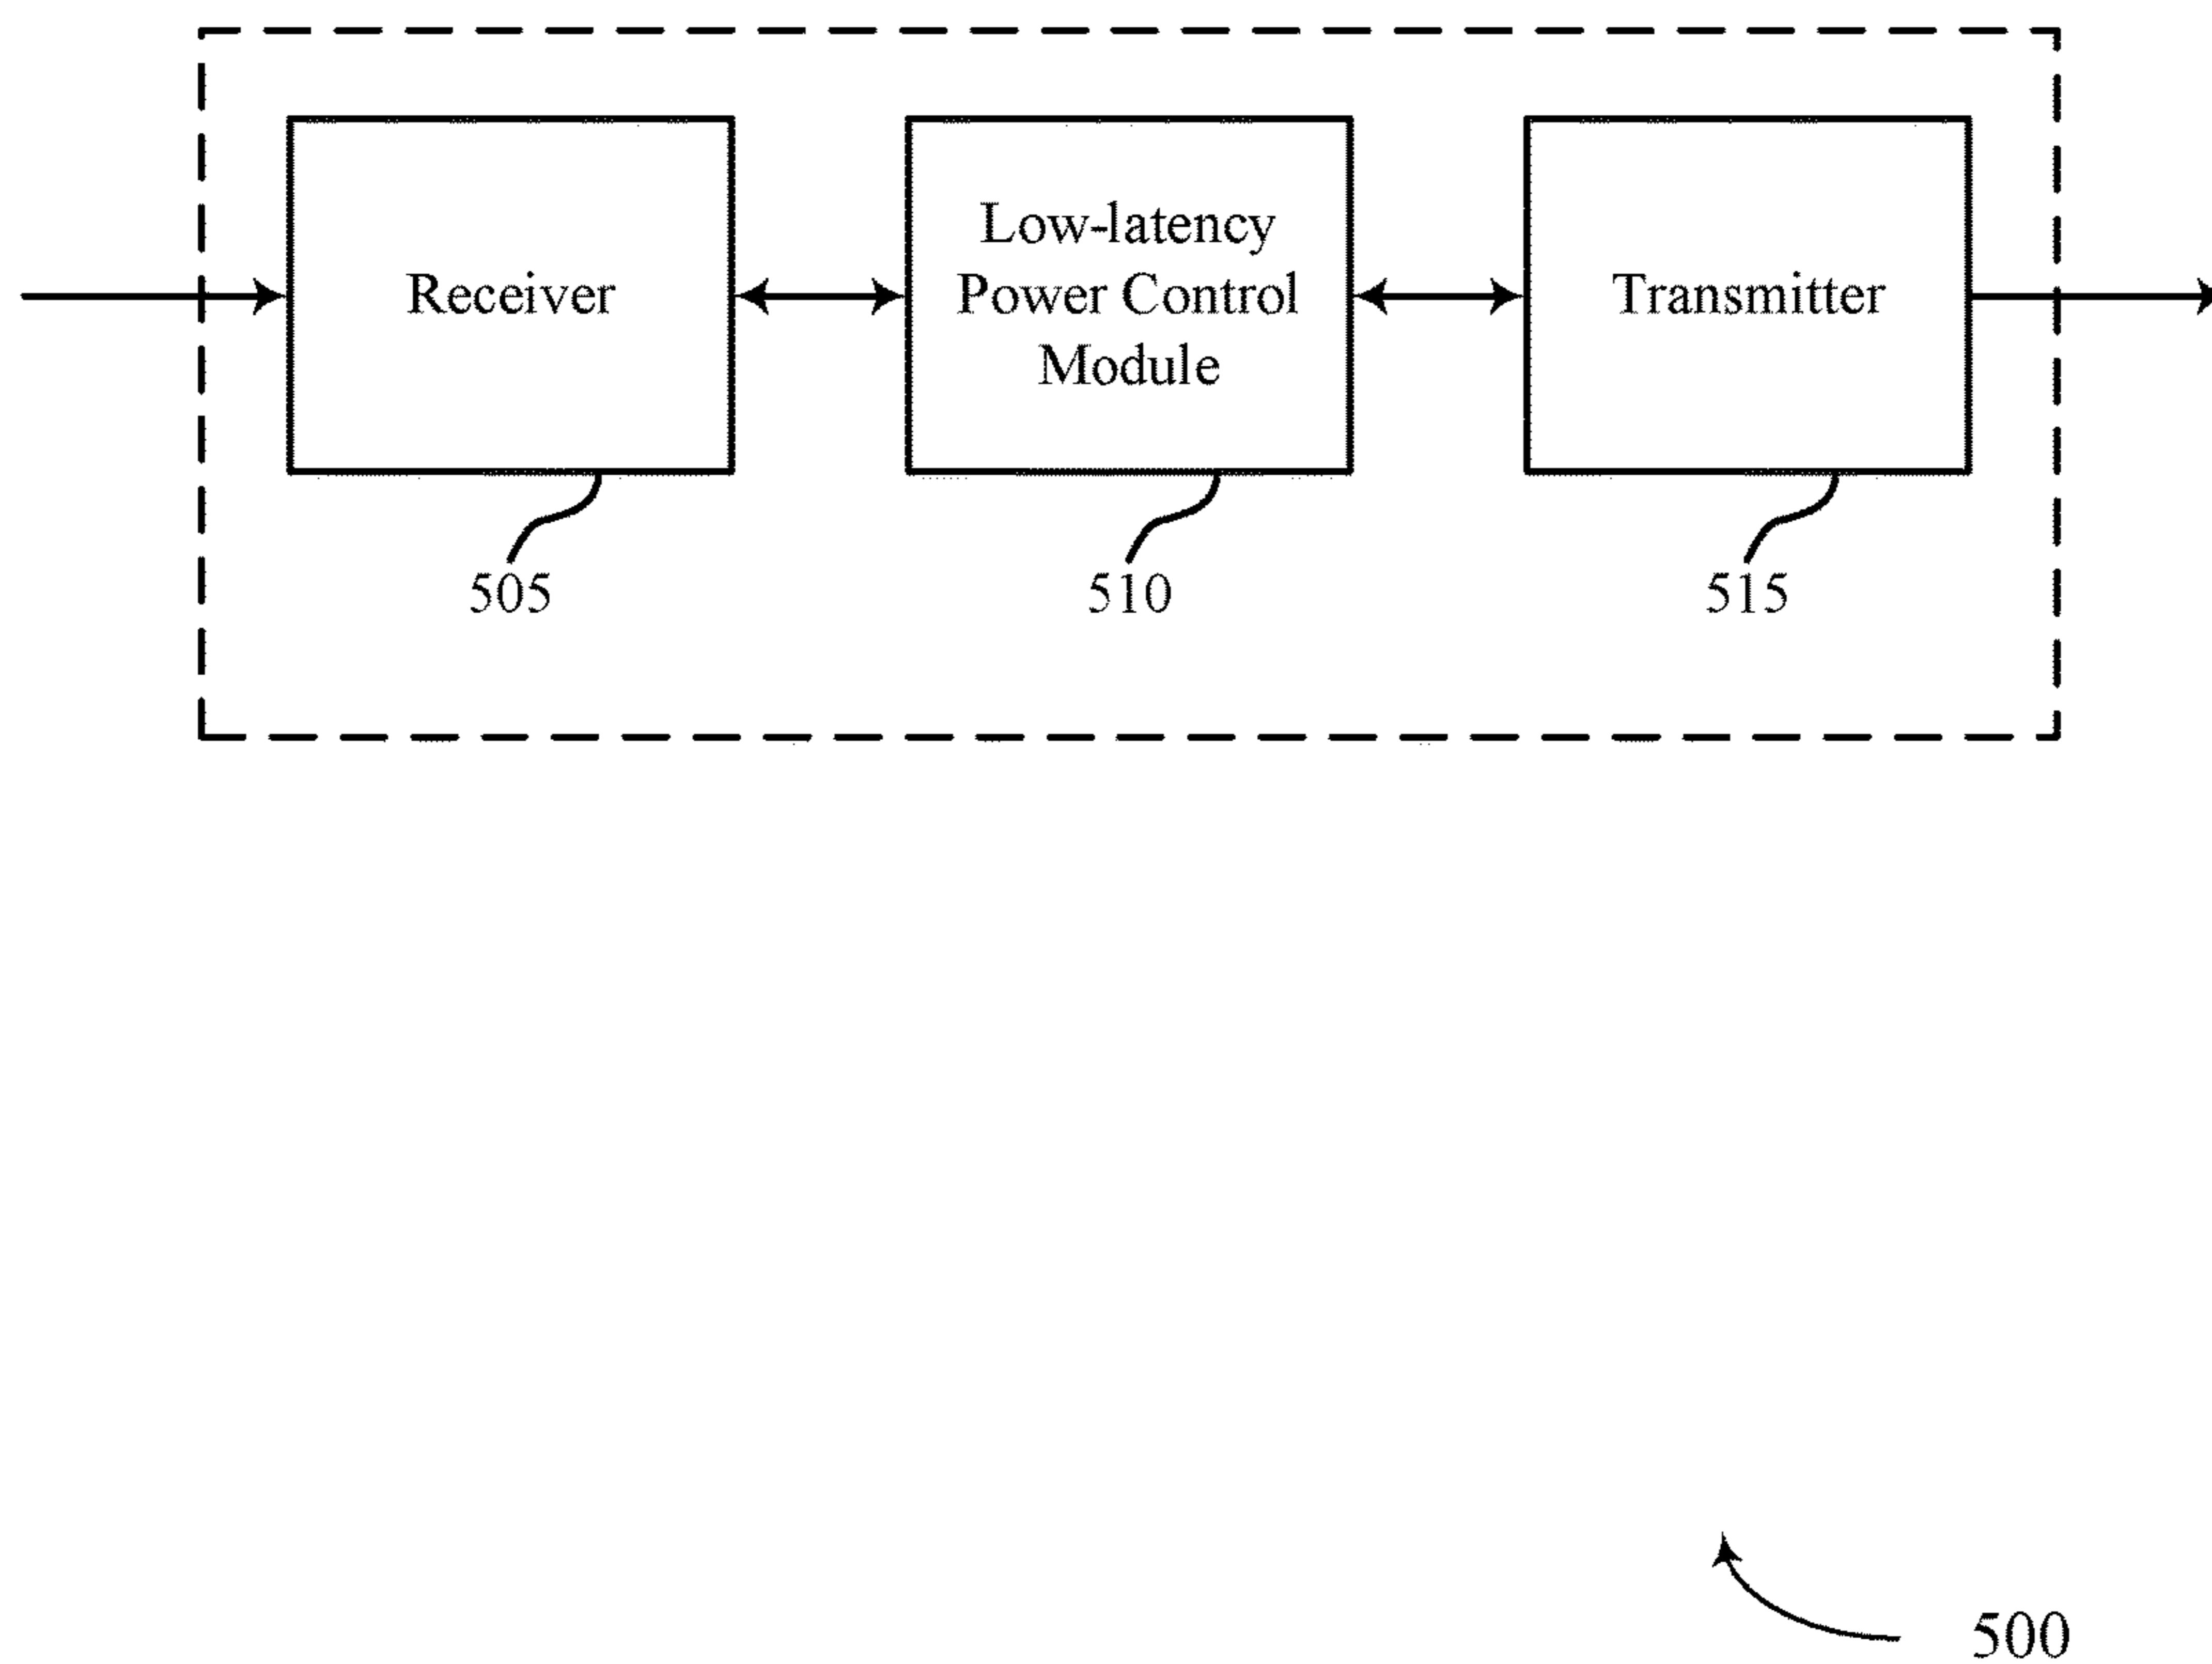 Receiver
Low-latency
Power Control
Module
Transmitter
505
510
515
500